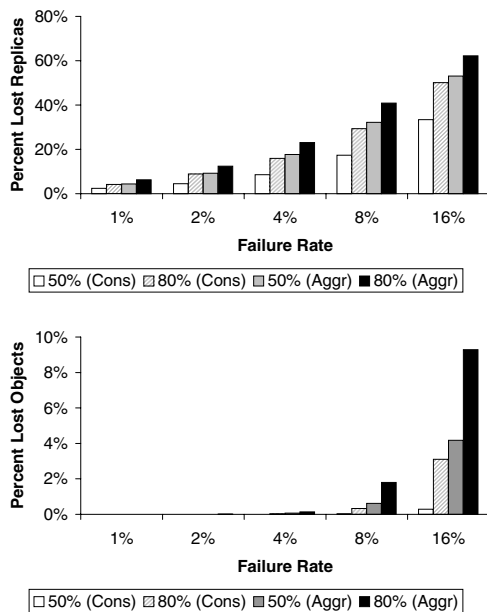 80%
60%
40%
20%
0%
Percent Lost Replicas
1% 2% 4% 8% 16%
Failure Rate
50% (Cons) 80% (Cons) 50% (Aggr) 80% (Aggr)
10%
8%
6%
4%
2%
0%
Percent Lost Objects
1% 2% 4% 8% 16%
Failure Rate
50% (Cons) 80% (Cons) 50% (Aggr) 80% (Aggr)